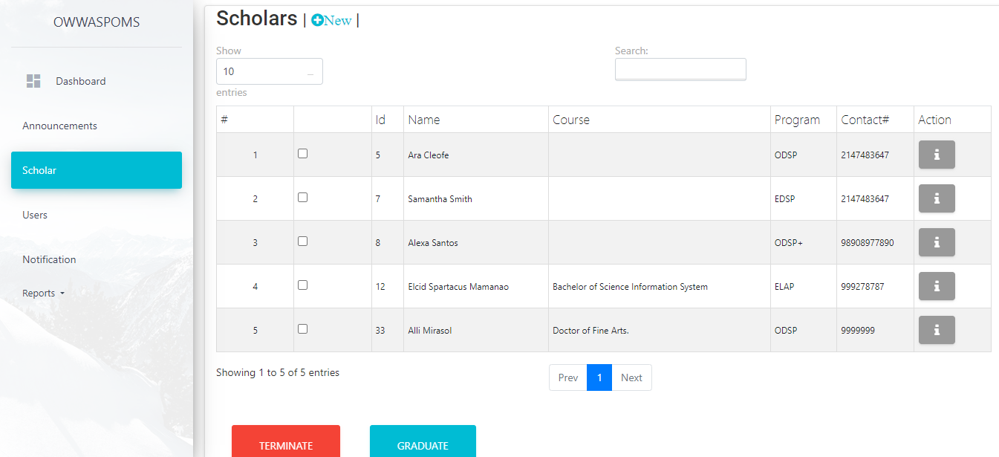 OWWASPOMS
Dashboard
Announcements
Scholar
Users
Notification
Reports
Scholars | New |
Show
10
entries
Search:
# Id Name Course Program Contact# Action
1 5 Ara Cleofe ODSP 2147483647
2 7 Samantha Smith EDSP 2147483647
3 8 Alexa Santos ODSP+ 98908977890
4 12 Elcid Spartacus Mamanao Bachelor of Science Information System ELAP 999278787
5 33 Alli Mirasol Doctor of Fine Arts. ODSP 9999999
Showing 1 to 5 of 5 entries
Prev 1 Next
TERMINATE GRADUATE